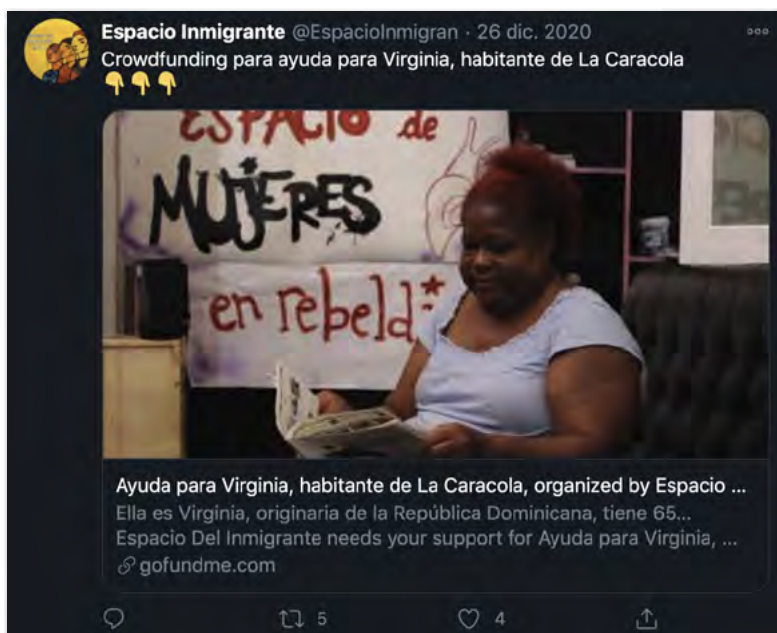 Espacio Inmigrante @EspacioInmigran · 26 dic. 2020
Crowdfunding para ayuda para Virginia, habitante de La Caracola
👇👇👇
ESPACIO de
MUJERES
en rebeld*
Ayuda para Virginia, habitante de La Caracola, organized by Espacio ...
Ella es Virginia, originaria de la República Dominicana, tiene 65...
Espacio Del Inmigrante needs your support for Ayuda para Virginia, ...
gofundme.com
5
4